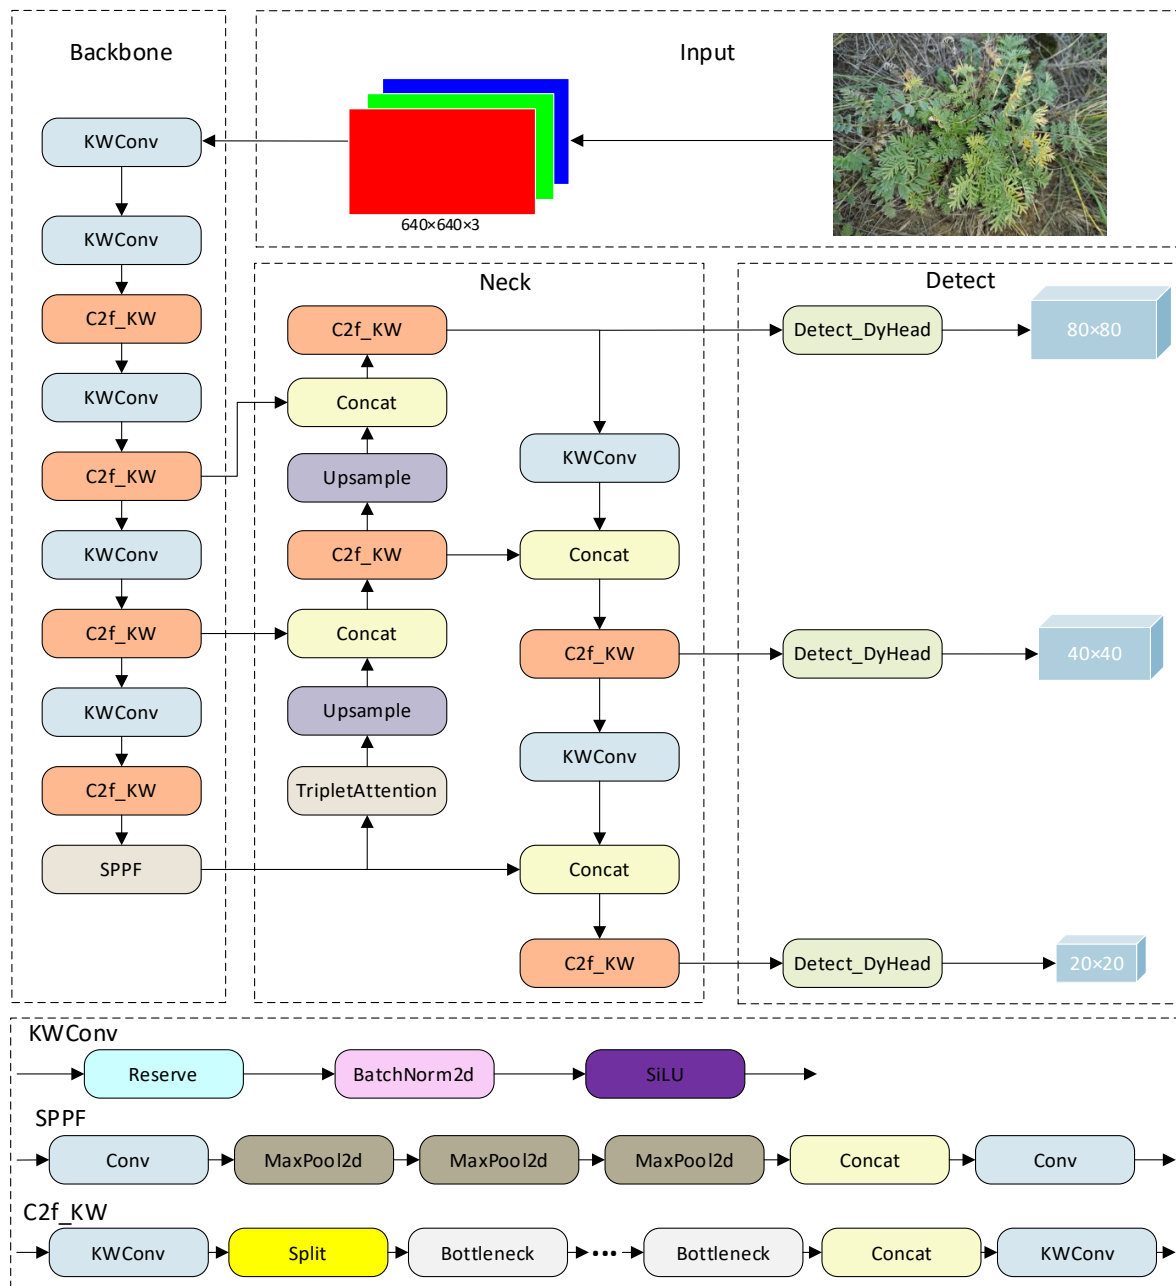 Backbone
KWConv
KWConv
C2f_KW
KWConv
C2f_KW
KWConv
C2f_KW
KWConv
C2f_KW
SPPF
Input
640×640×3
Neck
C2f_KW
Concat
Upsample
C2f_KW
Concat
Upsample
TripletAttention
KWConv
Concat
C2f_KW
KWConv
Concat
C2f_KW
Detect
Detect_DyHead
80×80
Detect_DyHead
40×40
Detect_DyHead
20×20
KWConv
Reserve
BatchNorm2d
SiLU
SPPF
Conv
MaxPool2d
MaxPool2d
MaxPool2d
Concat
Conv
C2f_KW
KWConv
Split
Bottleneck
Bottleneck
Concat
KWConv